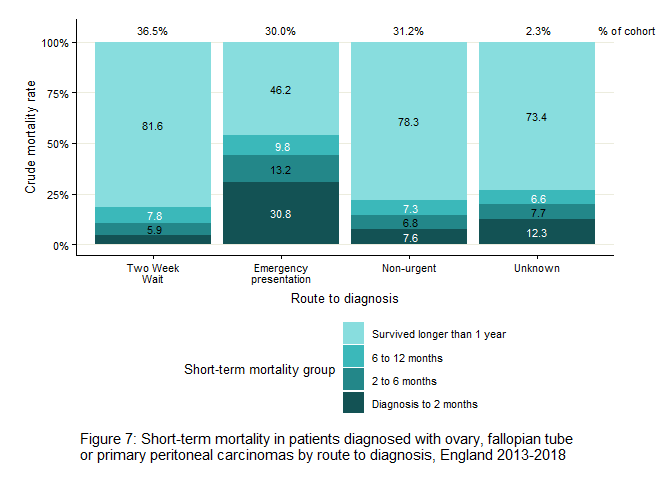 36.5% 30.0% 31.2% 2.3% % of cohort
100%
75%
50%
25%
0%
Crude mortality rate
81.6 46.2 78.3 73.4
7.8 9.8 7.3 6.6
5.9 13.2 6.8 7.7
30.8 7.6 12.3
Two Week Emergency Non-urgent Unknown
Wait presentation
Route to diagnosis
Short-term mortality group
Survived longer than 1 year
6 to 12 months
2 to 6 months
Diagnosis to 2 months
Figure 7: Short-term mortality in patients diagnosed with ovary, fallopian tube
or primary peritoneal carcinomas by route to diagnosis, England 2013-2018